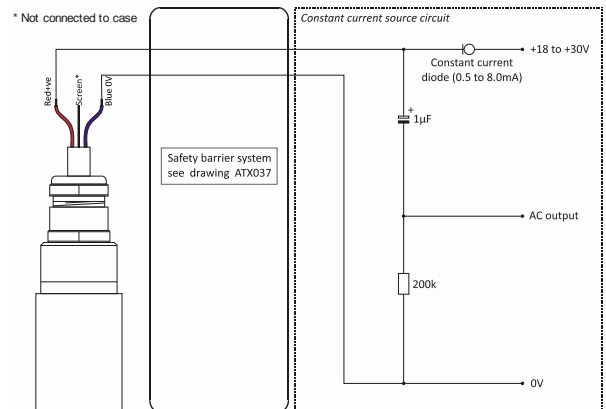 * Not connected to case
Constant current source circuit
+18 to +30V
Constant current
diode (0.5 to 8.0mA)
Red+ve
Screen*
Blue 0V
+
1µF
Safety barrier system
see drawing ATX037
AC output
200k
0V